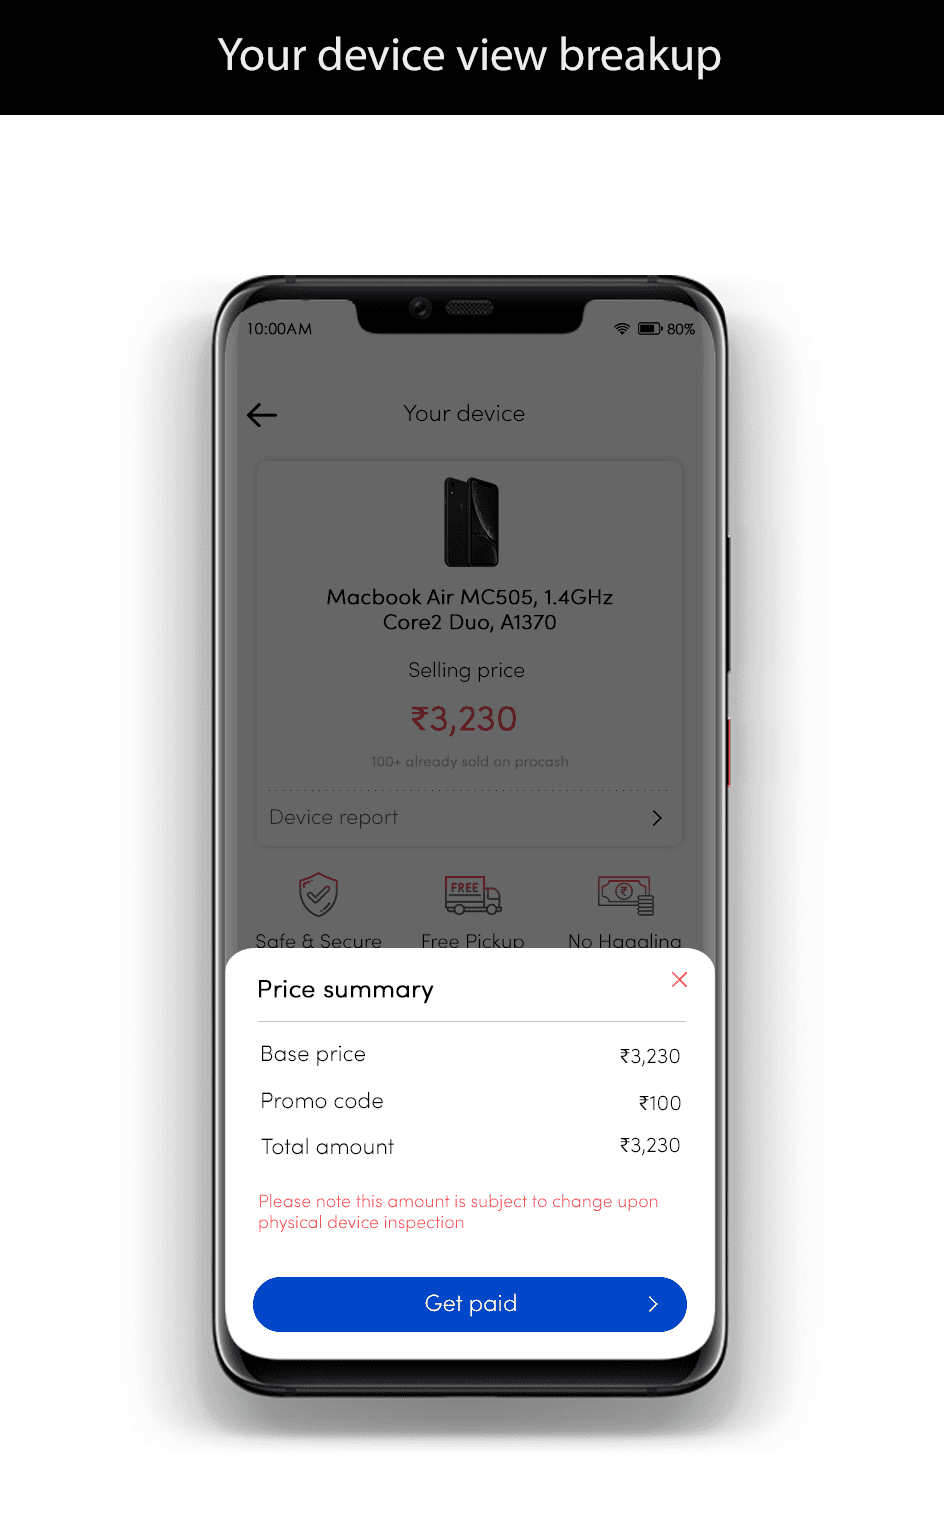 Your device view breakup
10:00AM
80%
Your device
Macbook Air MC505, 1.4GHz
Core2 Duo, A1370
Selling price
₹3,230
100+ already sold on procash
Device report
FREE
₹
Safe & Secure
Free Pickup
No Haggling
Price summary
Base price
₹3,230
Promo code
₹100
Total amount
₹3,230
Please note this amount is subject to change upon
physical device inspection
Get paid